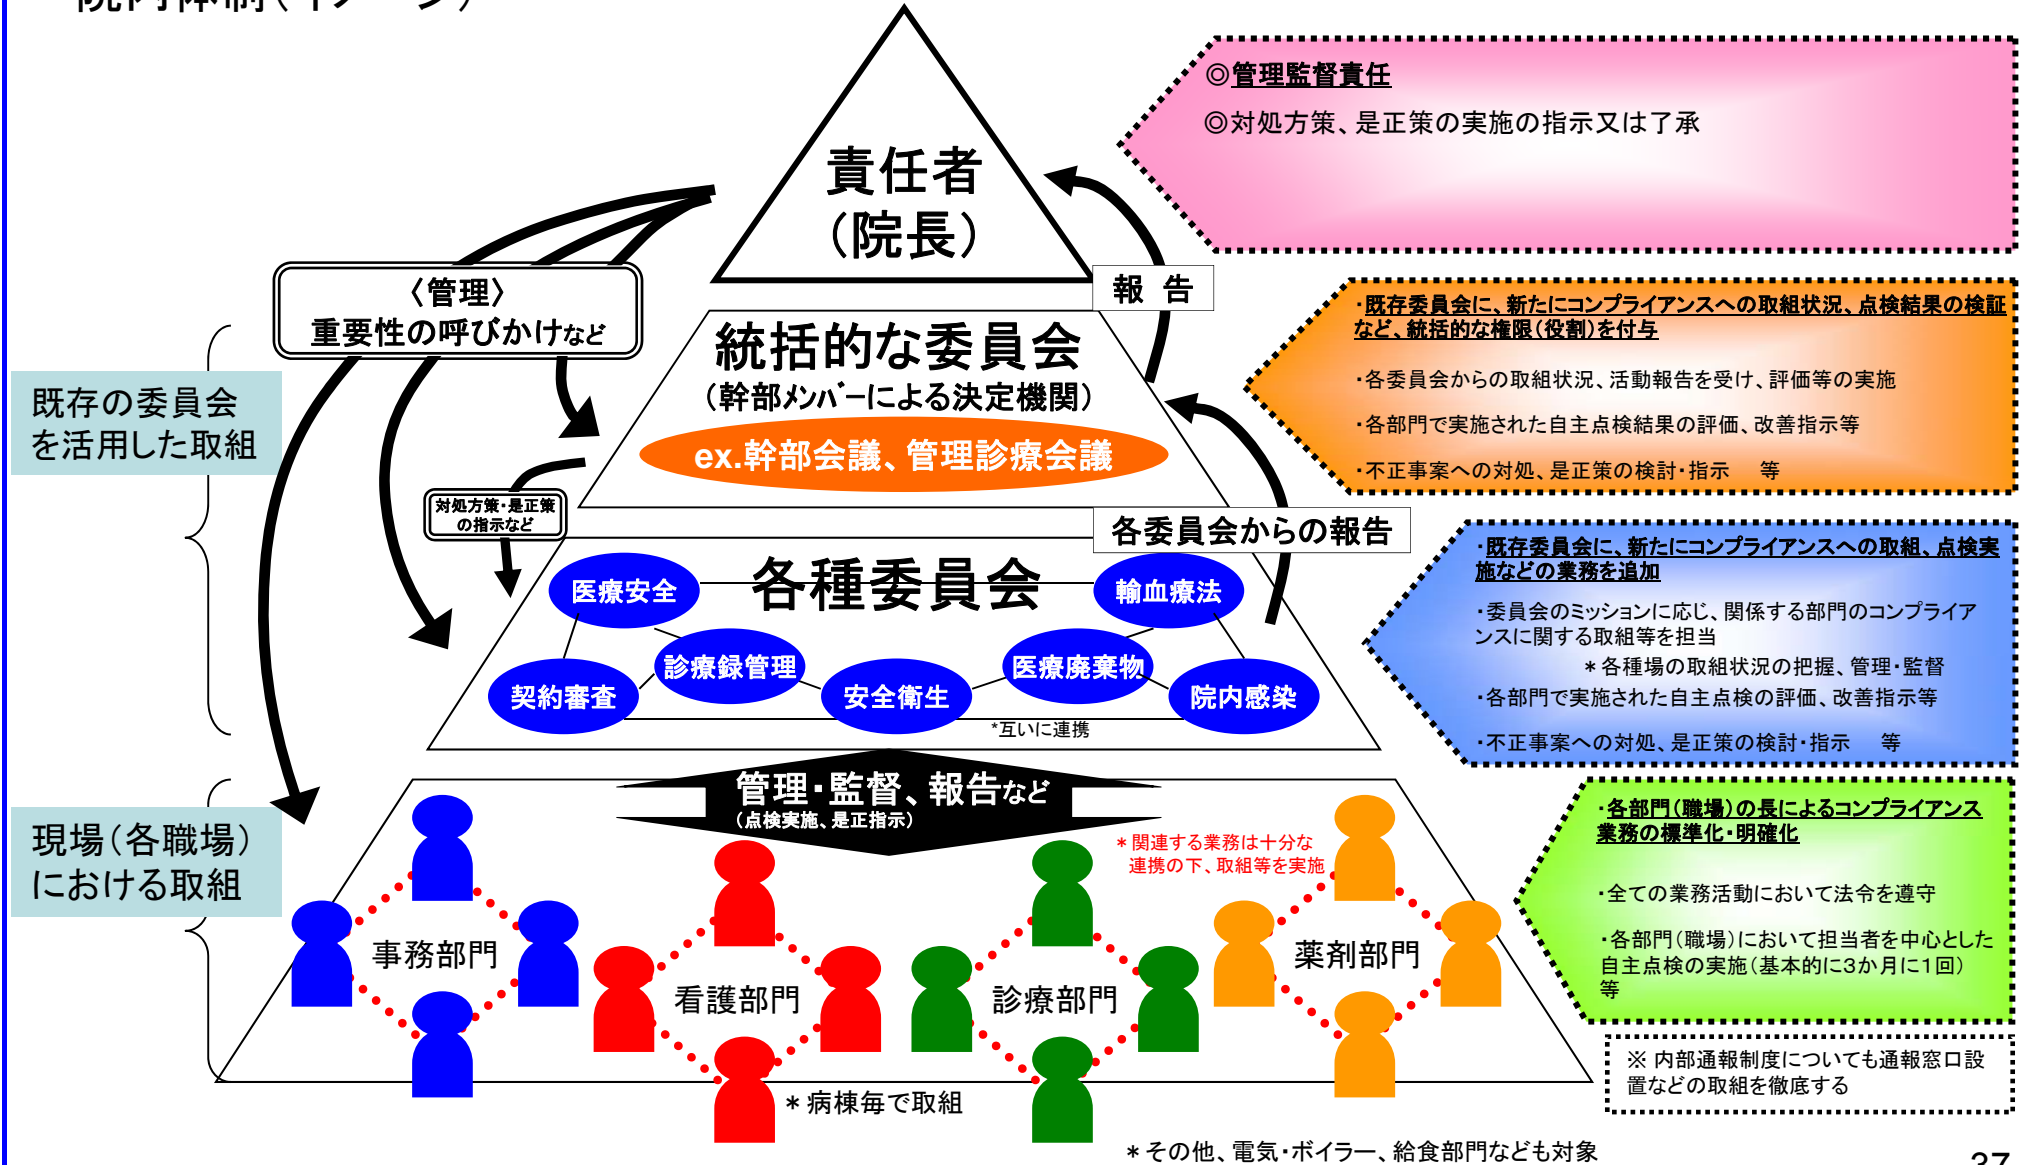 院内体制(イメージ)
◎管理監督責任
◎対処方策、是正策の実施の指示又は了承
責任者
(院長)
〈管理〉
重要性の呼びかけなど
報 告
・既存委員会に、新たにコンプライアンスへの取組状況、点検結果の検証
など、統括的な権限(役割)を付与
・各委員会からの取組状況、活動報告を受け、評価等の実施
・各部門で実施された自主点検結果の評価、改善指示等
・不正事案への対処、是正策の検討・指示 等
統括的な委員会
(幹部ﾒﾝﾊﾞｰによる決定機関)
ex.幹部会議、管理診療会議
既存の委員会
を活用した取組
対処方策・是正策
の指示など
各委員会からの報告
各種委員会
医療安全
輸血療法
診療録管理
医療廃棄物
契約審査
安全衛生
院内感染
*互いに連携
・既存委員会に、新たにコンプライアンスへの取組、点検実
施などの業務を追加
・委員会のミッションに応じ、関係する部門のコンプライア
ンスに関する取組等を担当
＊各種場の取組状況の把握、管理・監督
・各部門で実施された自主点検の評価、改善指示等
・不正事案への対処、是正策の検討・指示 等
管理・監督、報告など
(点検実施、是正指示)
現場(各職場)
における取組
＊関連する業務は十分な
連携の下、取組等を実施
事務部門
看護部門
診療部門
薬剤部門
＊病棟毎で取組
・各部門(職場)の長によるコンプライアンス
業務の標準化・明確化
・全ての業務活動において法令を遵守
・各部門(職場)において担当者を中心とした
自主点検の実施(基本的に3か月に1回)
等
※ 内部通報制度についても通報窓口設
置などの取組を徹底する
＊その他、電気・ボイラー、給食部門なども対象
37